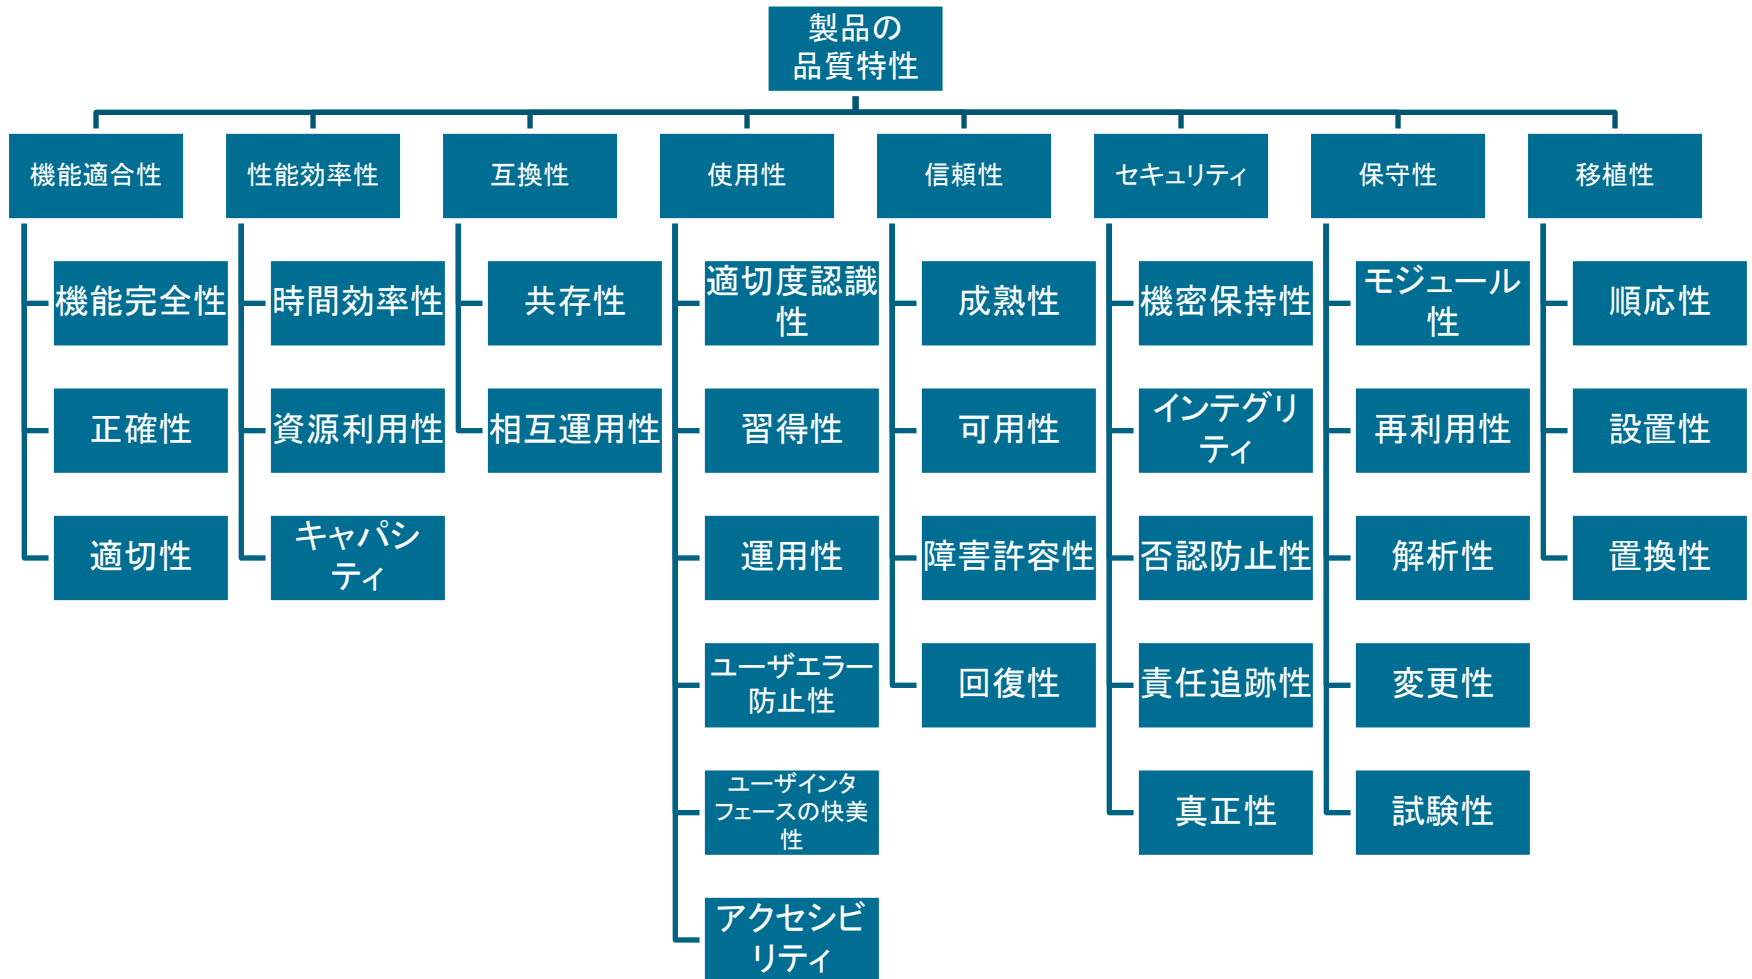 製品の
品質特性
機能適合性
性能効率性
互換性
使用性
信頼性
セキュリティ
保守性
移植性
機能完全性
正確性
適切性
時間効率性
資源利用性
キャパシ
ティ
共存性
相互運用性
適切度認識
性
習得性
運用性
ユーザエラー
防止性
ユーザインタ
フェースの快美
性
アクセシビ
リティ
成熟性
可用性
障害許容性
回復性
機密保持性
インテグリ
ティ
否認防止性
責任追跡性
真正性
モジュール
性
再利用性
解析性
変更性
試験性
順応性
設置性
置換性